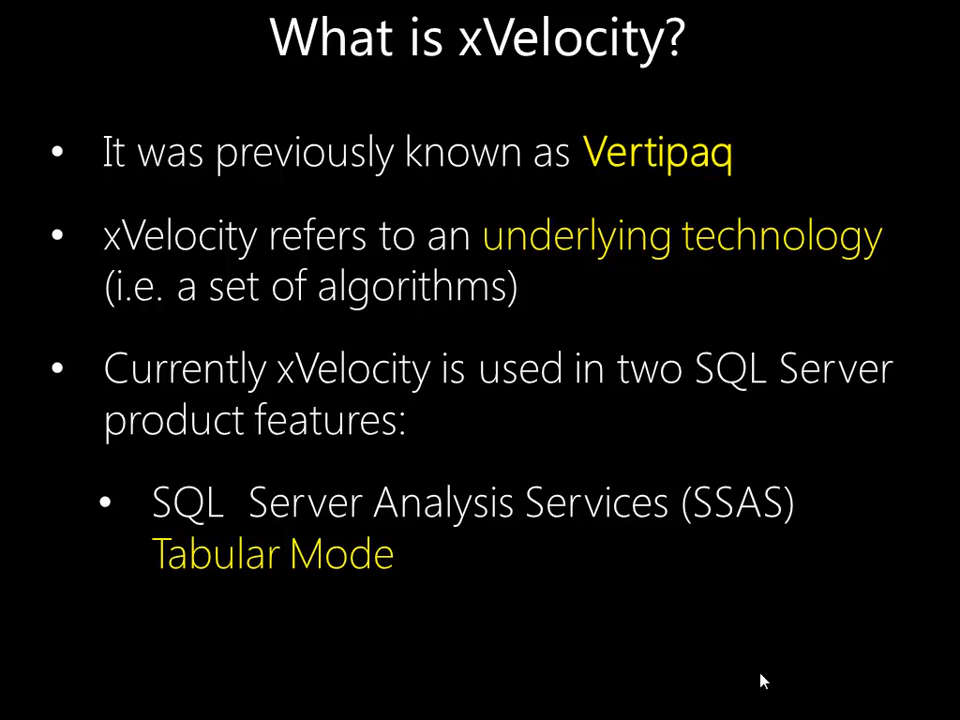 What is xVelocity?
• It was previously known as Vertipaq
• xVelocity refers to an underlying technology
(i.e. a set of algorithms)
• Currently xVelocity is used in two SQL Server
product features:
• SQL  Server Analysis Services (SSAS)
Tabular Mode